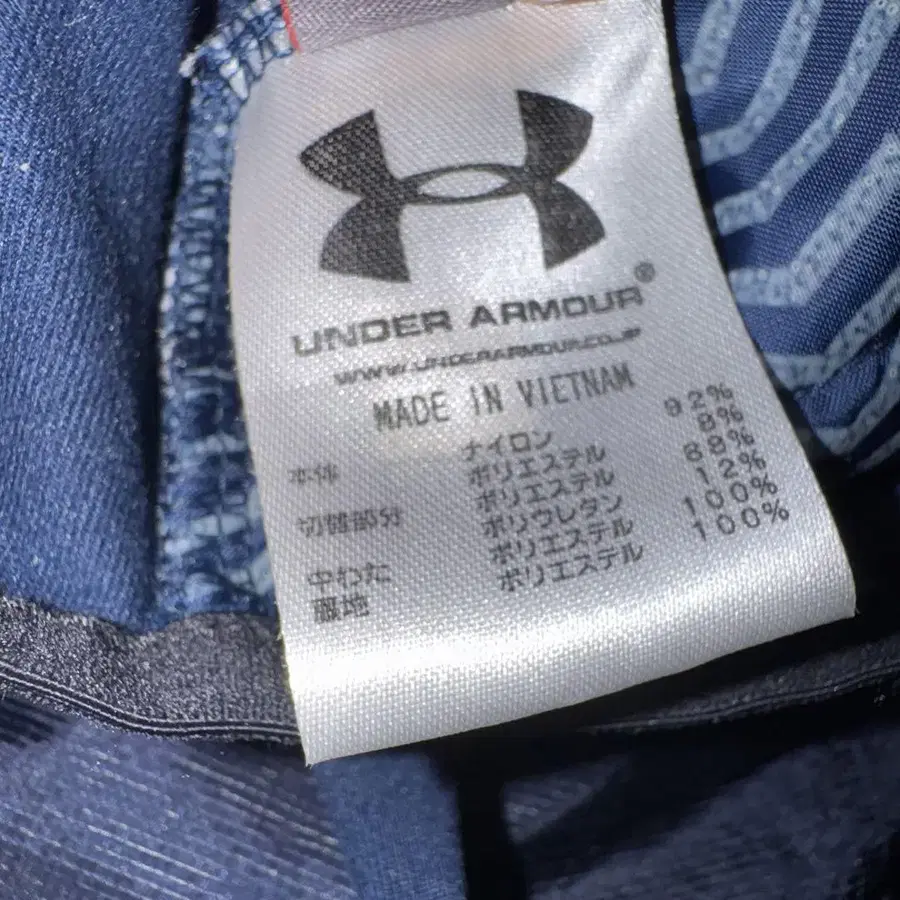 UNDER ARMOUR®
WWW.UNDERARMOUR.CO.JP
MADE IN VIETNAM
本体 ナイロン 92%
ポリエステル 8%
切替部分 ポリエステル 88%
ポリウレタン 12%
中わた ポリエステル 100%
裏地 ポリエステル 100%